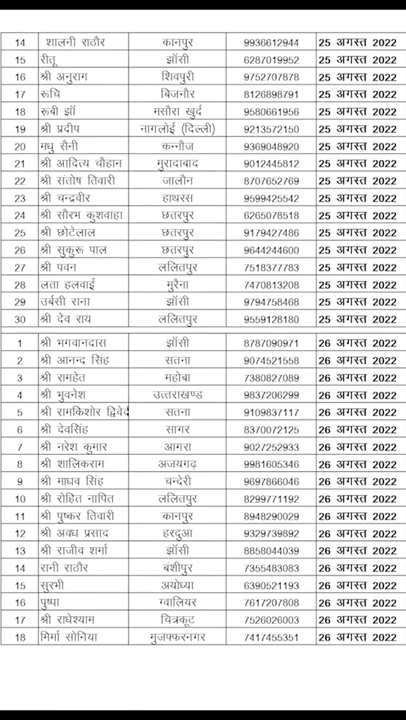 14 शालनी राठौर कानपुर 9936612944 25 अगस्त 2022
15 रीतू झाँसी 6287019952 25 अगस्त 2022
16 श्री अनुराग शिवपुरी 9752707878 25 अगस्त 2022
17 रूचि बिजनौर 8126898791 25 अगस्त 2022
18 रूबी झाँ मसौरा खुर्द 9580661956 25 अगस्त 2022
19 श्री प्रदीप नागलोई (दिल्ली) 9213572150 25 अगस्त 2022
20 मधु सैनी कन्नौज 9369048920 25 अगस्त 2022
21 श्री आदित्य चौहान मुरादाबाद 9012445812 25 अगस्त 2022
22 श्री संतोष तिवारी जालौन 8707652769 25 अगस्त 2022
23 श्री चन्द्रवीर हाथरस 9599425542 25 अगस्त 2022
24 श्री सौरभ कुशवाहा छतरपुर 6265078518 25 अगस्त 2022
25 श्री छोटेलाल छतरपुर 9179427486 25 अगस्त 2022
26 श्री सुकुरू पाल छतरपुर 9644244600 25 अगस्त 2022
27 श्री पवन ललितपुर 7518377783 25 अगस्त 2022
28 लता हलवाई मुरैना 7470813208 25 अगस्त 2022
29 उर्बसी राना झाँसी 9794758468 25 अगस्त 2022
30 श्री देव राय ललितपुर 9559128180 25 अगस्त 2022
1 श्री भगवानदास झाँसी 8787090971 26 अगस्त 2022
2 श्री आनन्द सिंह सतना 9074521558 26 अगस्त 2022
3 श्री रामहेत महोबा 7380827089 26 अगस्त 2022
4 श्री भुवनेश उत्तराखण्ड 9837206299 26 अगस्त 2022
5 श्री रामकिशोर द्विवेदी सतना 9109837117 26 अगस्त 2022
6 श्री देवसिंह सागर 8370072125 26 अगस्त 2022
7 श्री नरेश कुमार आगरा 9027252933 26 अगस्त 2022
8 श्री शालिकराम अजयगढ़ 9981605346 26 अगस्त 2022
9 श्री माधव सिंह चन्देरी 9697866046 26 अगस्त 2022
10 श्री रोहित नापित ललितपुर 8299771192 26 अगस्त 2022
11 श्री पुष्कर तिवारी कानपुर 8948290029 26 अगस्त 2022
12 श्री अवध प्रसाद हरदुआ 9329739892 26 अगस्त 2022
13 श्री राजीव शर्मा झाँसी 8858044039 26 अगस्त 2022
14 रानी राठौर बंशीपुर 7355483083 26 अगस्त 2022
15 सुरभी अयोध्या 6390521193 26 अगस्त 2022
16 पुष्पा ग्वालियर 7617207808 26 अगस्त 2022
17 श्री राधेश्याम चित्रकूट 7526026003 26 अगस्त 2022
18 मिर्मा सोनिया मुजफ्फरनगर 7417455351 26 अगस्त 2022